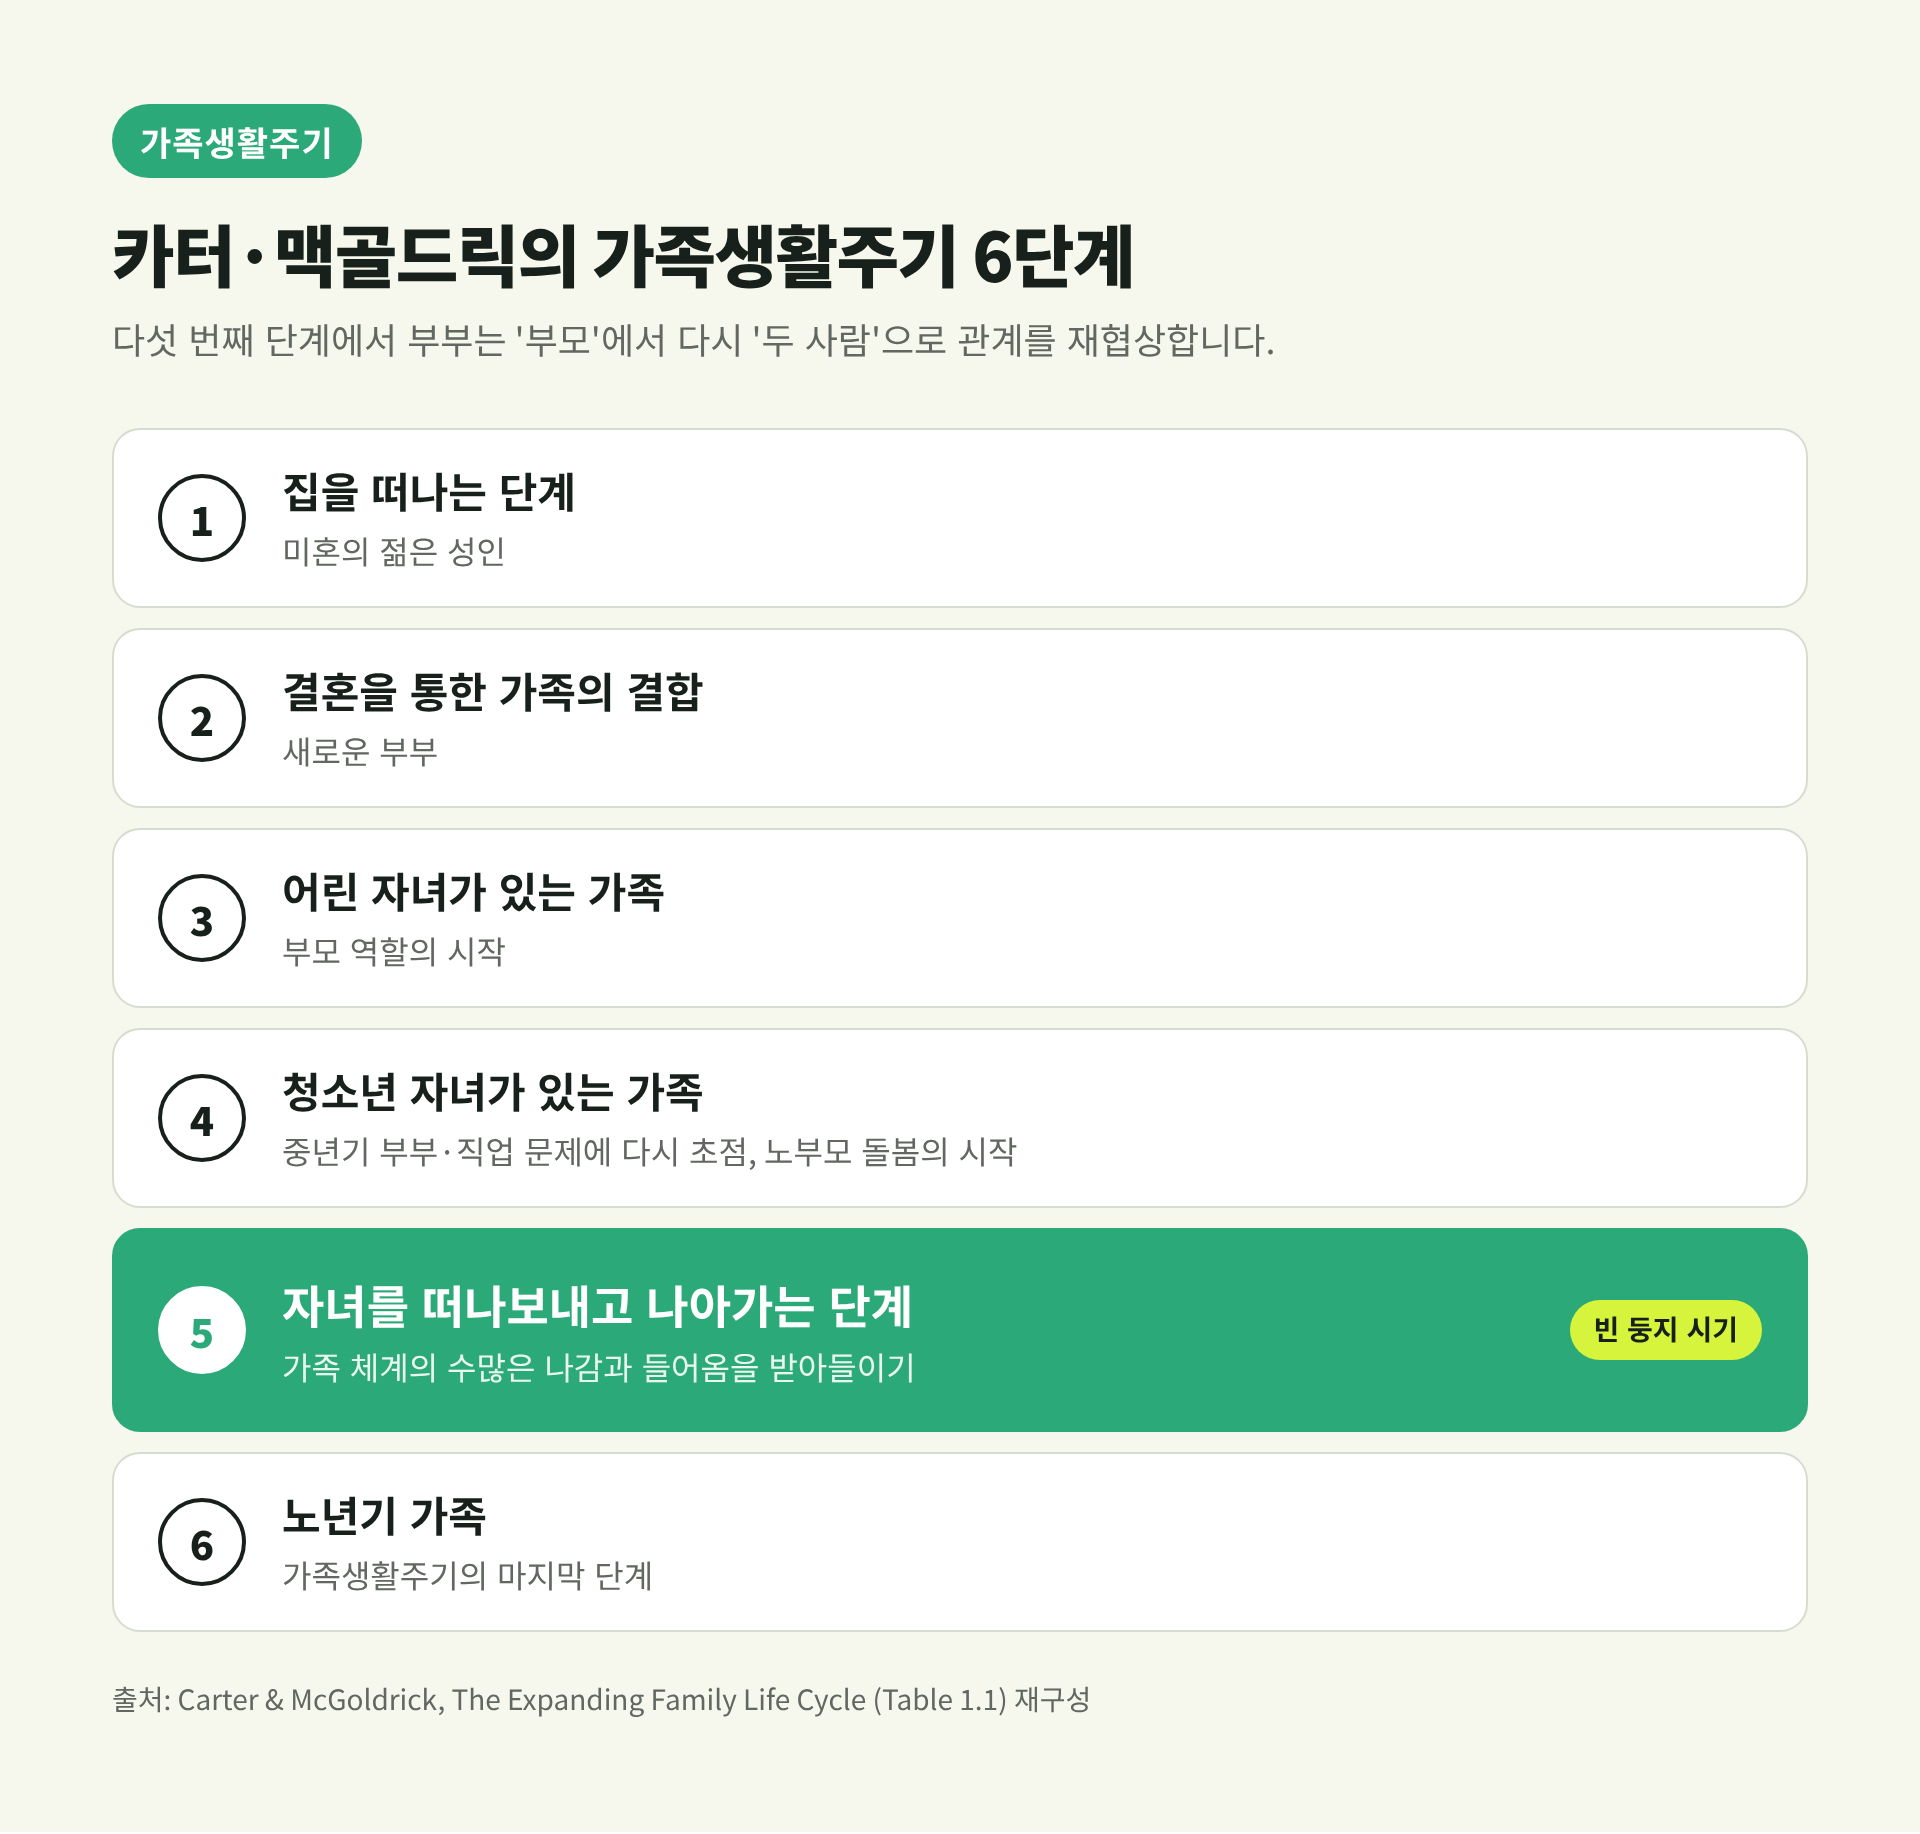 가족생활주기
카터·맥골드릭의 가족생활주기 6단계
다섯 번째 단계에서 부부는 '부모'에서 다시 '두 사람'으로 관계를 재협상합니다.
1
집을 떠나는 단계
미혼의 젊은 성인
2
결혼을 통한 가족의 결합
새로운 부부
3
어린 자녀가 있는 가족
부모 역할의 시작
4
청소년 자녀가 있는 가족
중년기 부부·직업 문제에 다시 초점, 노부모 돌봄의 시작
5
자녀를 떠나보내고 나아가는 단계
가족 체계의 수많은 나감과 들어옴을 받아들이기
빈 둥지 시기
6
노년기 가족
가족생활주기의 마지막 단계
출처: Carter & McGoldrick, The Expanding Family Life Cycle (Table 1.1) 재구성